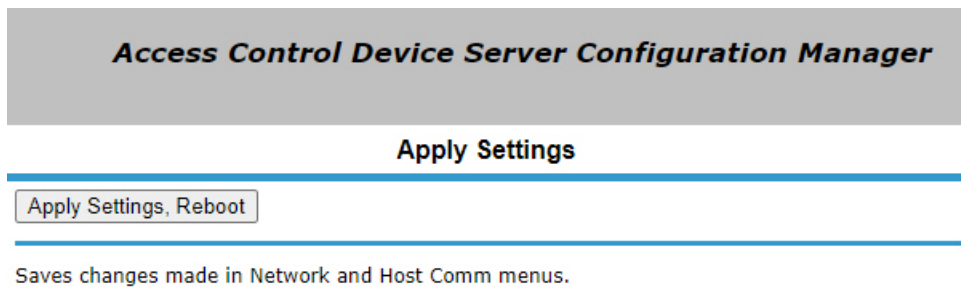 Access Control Device Server Configuration Manager
Apply Settings
Apply Settings, Reboot
Saves changes made in Network and Host Comm menus.